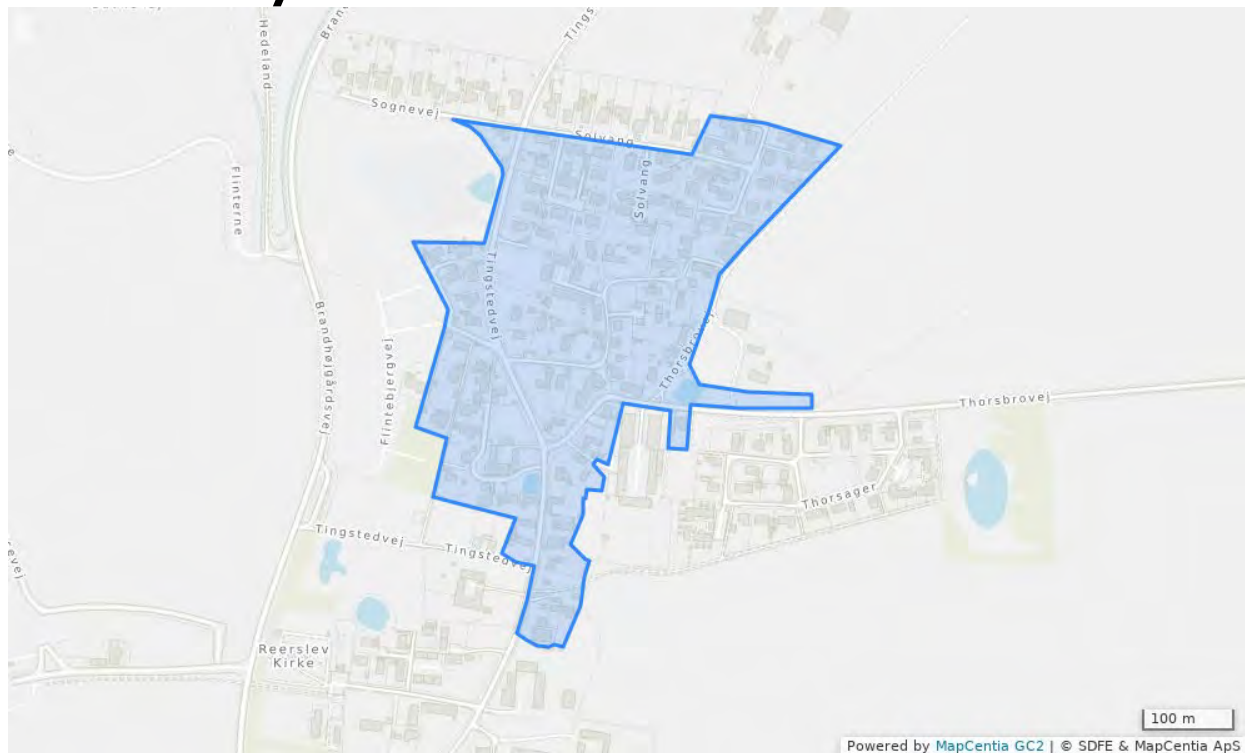 Hedeland
Tings
Sognevej
Solvang
Solvang
Flinterne
Tingstedvej
Brandhøjgårdsvej
Flintebjergvej
Thorsbrovej
Thorsbrovej
Thorsager
Tingstedvej
Tingstedvej
Reerslev
Kirke
100 m
Powered by MapCentia GC2 | © SDFE & MapCentia ApS